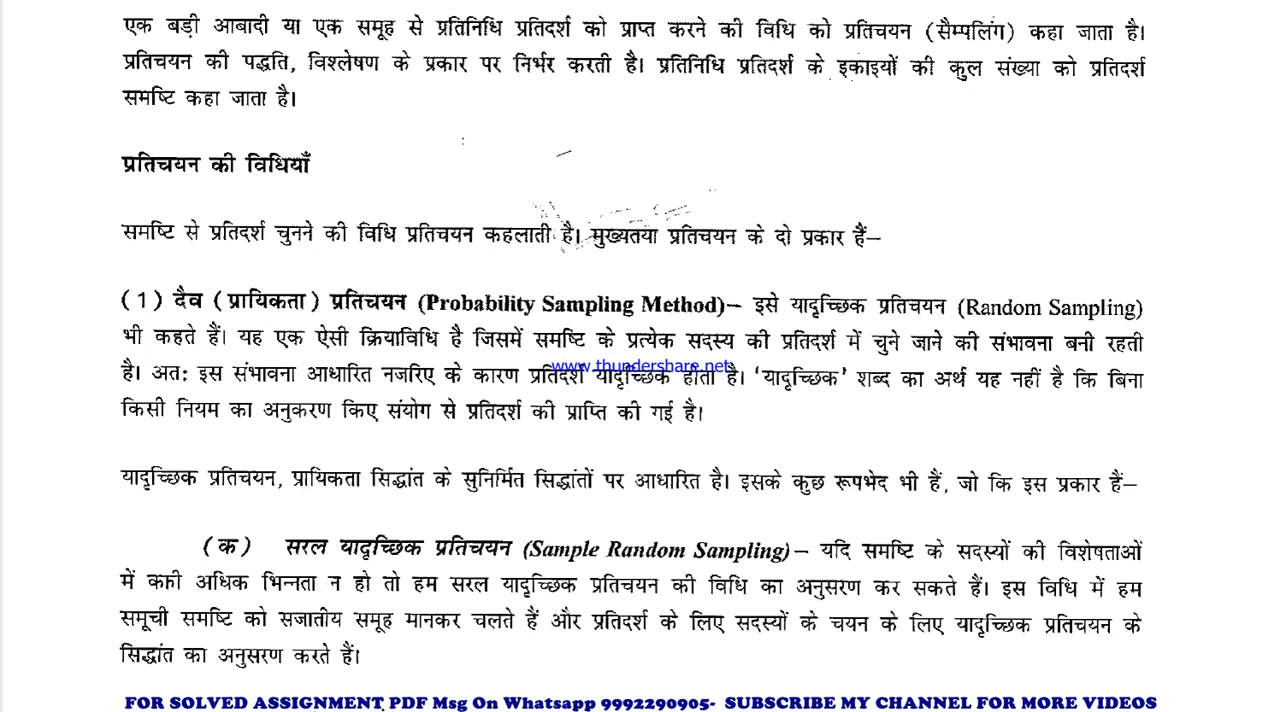 एक बड़ी आबादी या एक समूह से प्रतिनिधि प्रतिदर्श को प्राप्त करने की विधि को प्रतिचयन (सैम्पलिंग) कहा जाता है।
प्रतिचयन की पद्धति, विश्लेषण के प्रकार पर निर्भर करती है। प्रतिनिधि प्रतिदर्श के इकाइयों की कुल संख्या को प्रतिदर्श
समष्टि कहा जाता है।
प्रतिचयन की विधियाँ
समष्टि से प्रतिदर्श चुनने की विधि प्रतिचयन कहलाती है। मुख्यतया प्रतिचयन के दो प्रकार हैं–
(1) दैव (प्रायिकता) प्रतिचयन (Probability Sampling Method)– इसे यादृच्छिक प्रतिचयन (Random Sampling)
भी कहते हैं। यह एक ऐसी क्रियाविधि है जिसमें समष्टि के प्रत्येक सदस्य की प्रतिदर्श में चुने जाने की संभावना बनी रहती
www.thundershare.net
है। अतः इस संभावना आधारित नजरिए के कारण प्रतिदर्श यादृच्छिक होता है। ‘यादृच्छिक’ शब्द का अर्थ यह नहीं है कि बिना
किसी नियम का अनुकरण किए संयोग से प्रतिदर्श की प्राप्ति की गई है।
यादृच्छिक प्रतिचयन, प्रायिकता सिद्धांत के सुनिर्मित सिद्धांतों पर आधारित है। इसके कुछ रूपभेद भी हैं, जो कि इस प्रकार हैं–
(क) सरल यादृच्छिक प्रतिचयन (Sample Random Sampling)– यदि समष्टि के सदस्यों की विशेषताओं
में काफी अधिक भिन्नता न हो तो हम सरल यादृच्छिक प्रतिचयन की विधि का अनुसरण कर सकते हैं। इस विधि में हम
समूची समष्टि को सजातीय समूह मानकर चलते हैं और प्रतिदर्श के लिए सदस्यों के चयन के लिए यादृच्छिक प्रतिचयन के
सिद्धांत का अनुसरण करते हैं।
FOR SOLVED ASSIGNMENT PDF Msg On Whatsapp 9992290905- SUBSCRIBE MY CHANNEL FOR MORE VIDEOS